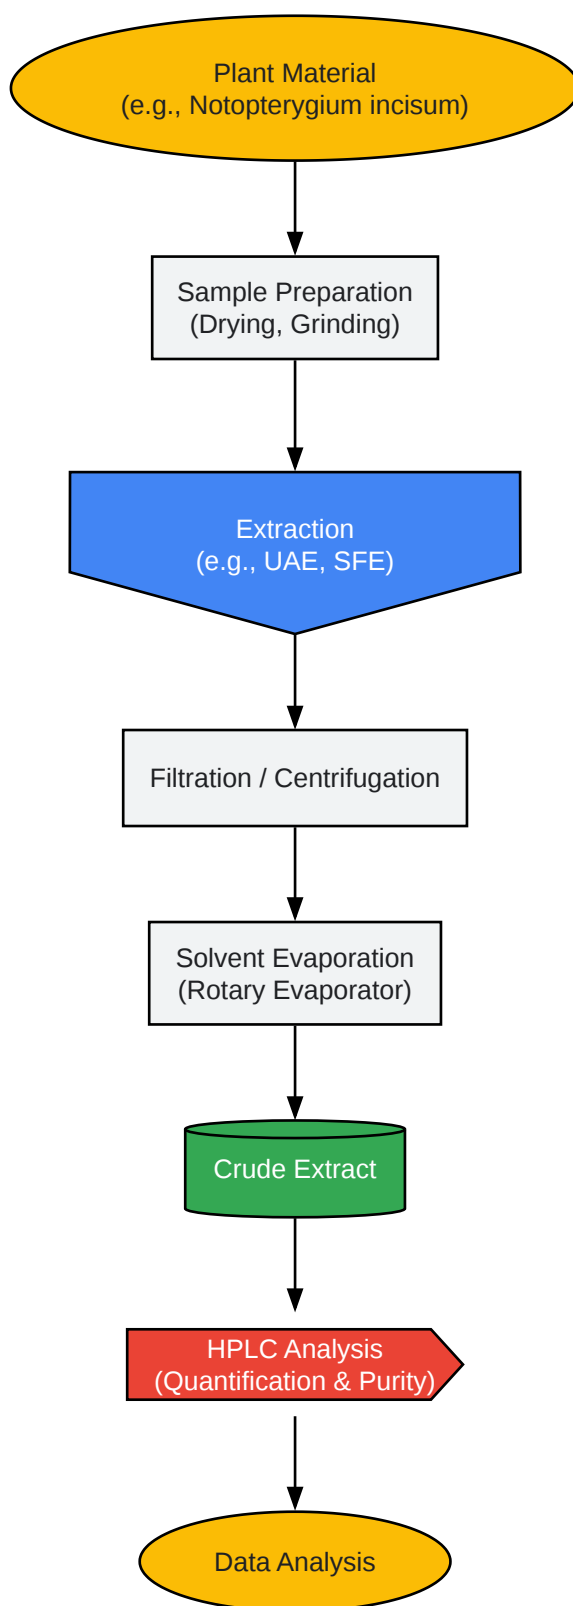 Plant Material
(e.g., Notopterygium incisum)
Sample Preparation
(Drying, Grinding)
Extraction
(e.g., UAE, SFE)
Filtration / Centrifugation
Solvent Evaporation
(Rotary Evaporator)
Crude Extract
HPLC Analysis
(Quantification & Purity)
Data Analysis